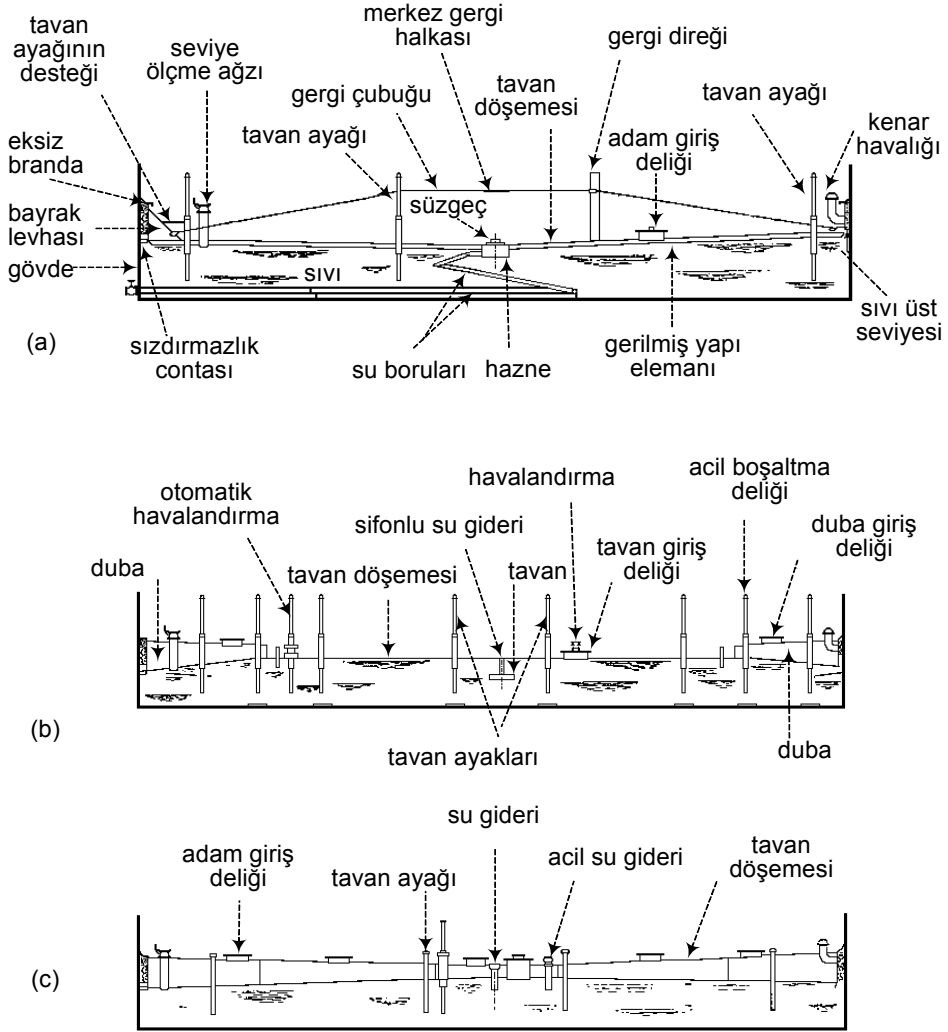 tavan
ayağının
desteği
seviye
ölçme ağzı
merkez gergi
halkası
gergi direği
gergi çubuğu
tavan
döşemesi
tavan ayağı
kenar
havalığı
eksiz
branda
tavan ayağı
adam giriş
deliği
bayrak
levhası
süzgeç
gövde
SIVI
(a)
sızdırmazlık
contası
su boruları
hazne
gerilmiş yapı
elemanı
sıvı üst
seviyesi
otomatik
havalandırma
havalandırma
acil boşaltma
deliği
sifonlu su gideri
duba giriş
deliği
duba
tavan döşemesi
tavan
tavan giriş
deliği
(b)
tavan ayakları
duba
su gideri
adam giriş
deliği
tavan ayağı
acil su gideri
tavan
döşemesi
(c)